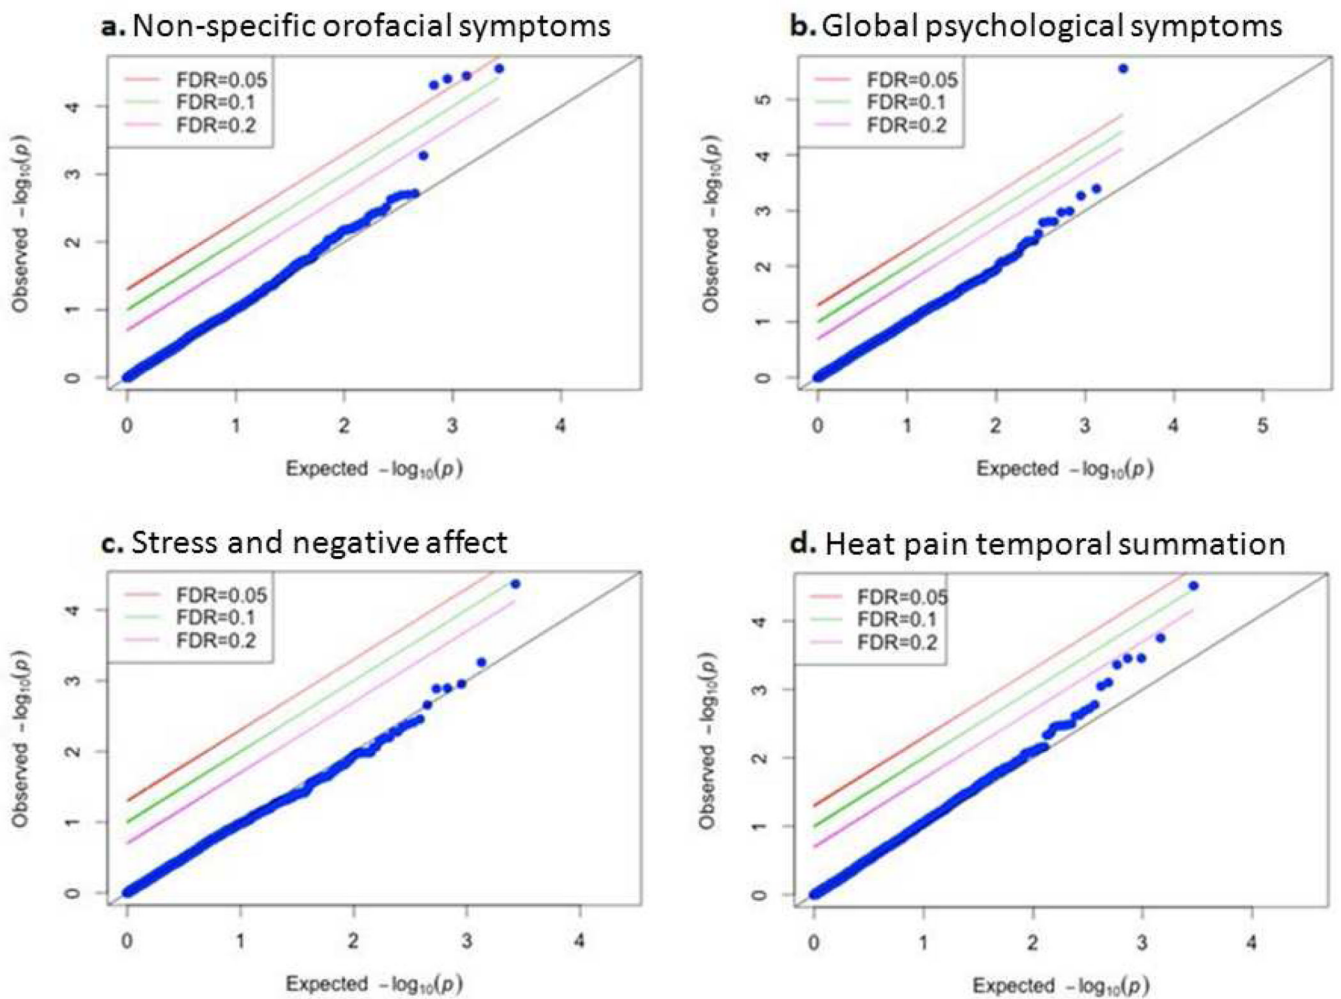 a. Non-specific orofacial symptoms
FDR=0.05
FDR=0.1
FDR=0.2
4
3
2
1
0
Observed −log10(p)
0 1 2 3 4
Expected −log10(p)
b. Global psychological symptoms
FDR=0.05
FDR=0.1
FDR=0.2
5
4
3
2
1
0
Observed −log10(p)
0 1 2 3 4 5
Expected −log10(p)
c. Stress and negative affect
FDR=0.05
FDR=0.1
FDR=0.2
4
3
2
1
0
Observed −log10(p)
0 1 2 3 4
Expected −log10(p)
d. Heat pain temporal summation
FDR=0.05
FDR=0.1
FDR=0.2
4
3
2
1
0
Observed −log10(p)
0 1 2 3 4
Expected −log10(p)